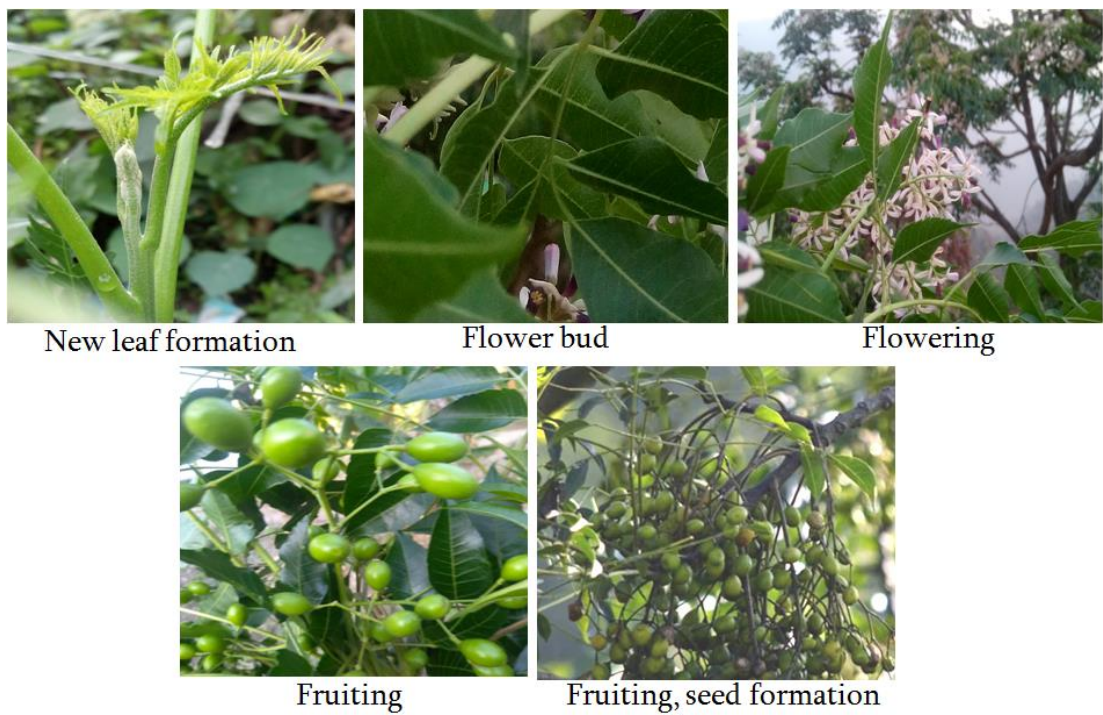 New leaf formation
Flower bud
Flowering
Fruiting
Fruiting, seed formation